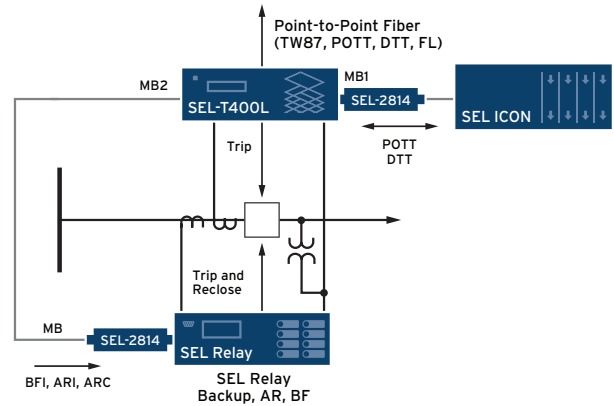 Point-to-Point Fiber
(TW87, POTT, DTT, FL)
MB2
MB1
SEL-T400L
SEL-2814
SEL ICON
Trip
POTT
DTT
Trip and
Reclose
MB
SEL-2814
SEL Relay
BFI, ARI, ARC
SEL Relay
Backup, AR, BF